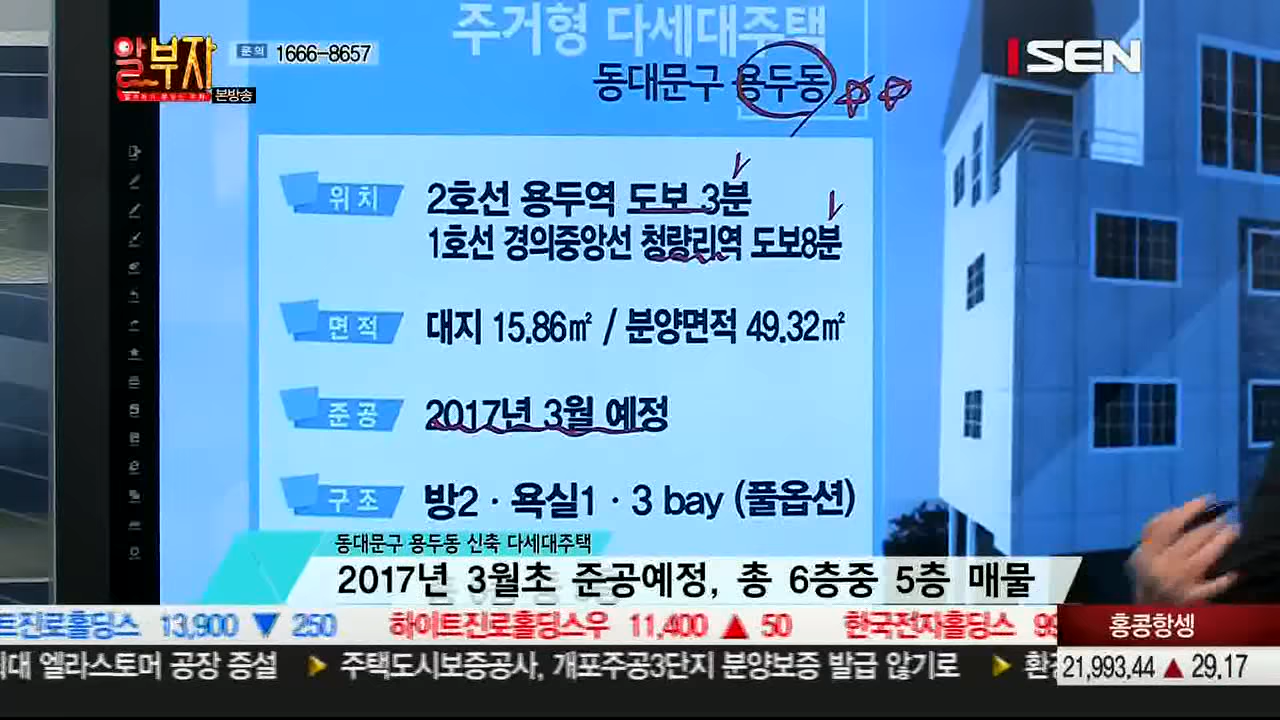 알부자
문의 1666-8657
본방송
SEN
주거형 다세대주택
동대문구 용두동
위치
2호선 용두역 도보 3분
1호선 경의중앙선 청량리역 도보8분
면적
대지 15.86㎡ / 분양면적 49.32㎡
준공
2017년 3월 예정
구조
방2 · 욕실1 · 3 bay (풀옵션)
동대문구 용두동 신축 다세대주택
2017년 3월초 준공예정, 총 6층중 5층 매물
트진로홀딩스 13,900 ▼ 250 하이트진로홀딩스우 11,400 ▲ 50 한국전자홀딩스 99
홍콩항셍
대 엘라스토머 공장 증설 주택도시보증공사, 개포주공3단지 분양보증 발급 않기로 환
21,993.44 ▲ 29.17